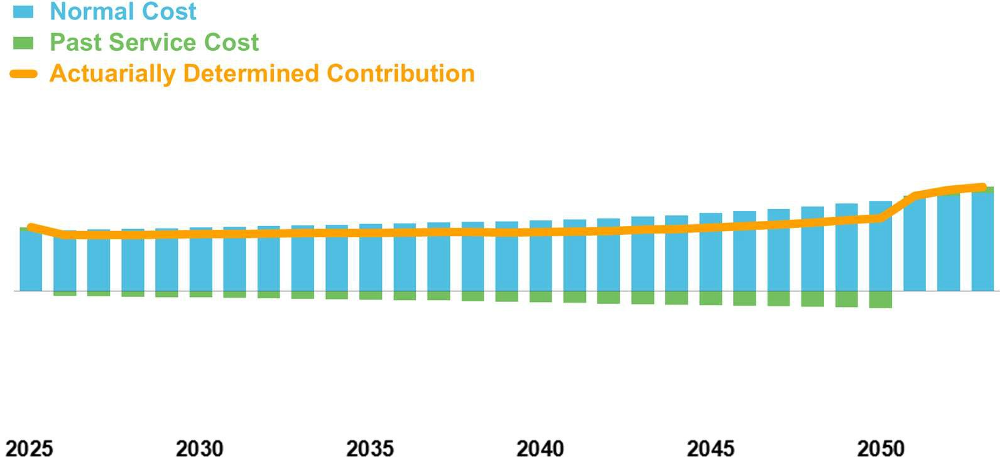 Normal Cost
Past Service Cost
Actuarially Determined Contribution
2025 2030 2035 2040 2045 2050